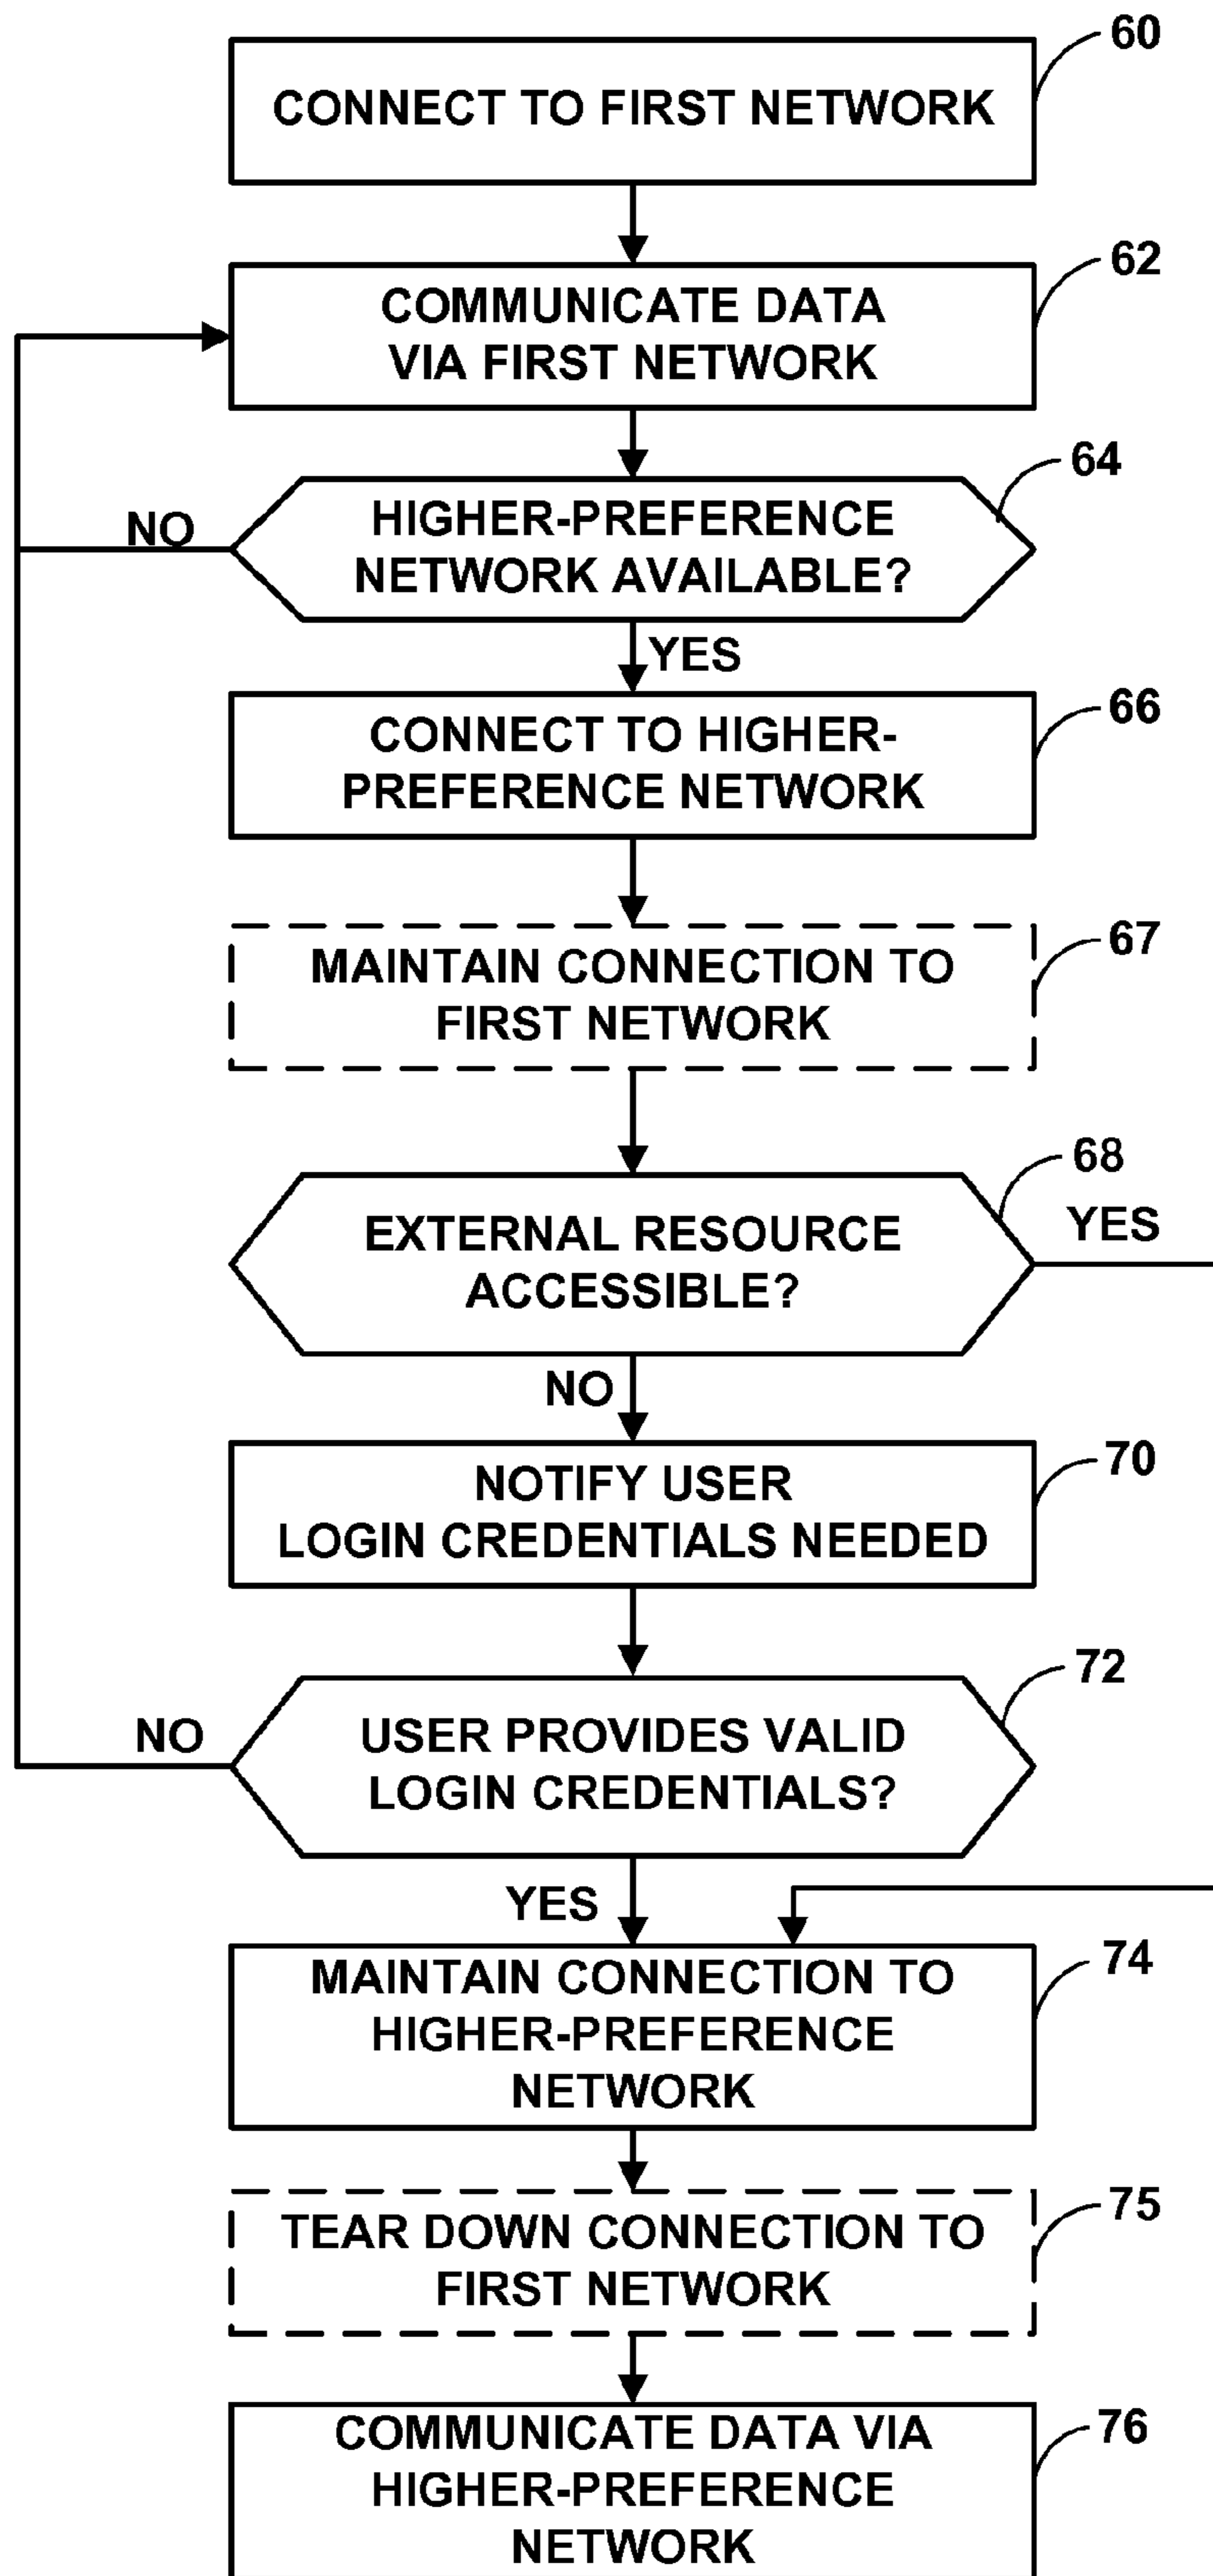 60
CONNECT TO FIRST NETWORK
62
COMMUNICATE DATA
VIA FIRST NETWORK
64
HIGHER-PREFERENCE
NETWORK AVAILABLE?
NO
YES
66
CONNECT TO HIGHER-
PREFERENCE NETWORK
67
MAINTAIN CONNECTION TO
FIRST NETWORK
68
YES
EXTERNAL RESOURCE
ACCESSIBLE?
NO
70
NOTIFY USER
LOGIN CREDENTIALS NEEDED
72
NO
USER PROVIDES VALID
LOGIN CREDENTIALS?
YES
74
MAINTAIN CONNECTION TO
HIGHER-PREFERENCE
NETWORK
75
TEAR DOWN CONNECTION TO
FIRST NETWORK
76
COMMUNICATE DATA VIA
HIGHER-PREFERENCE
NETWORK